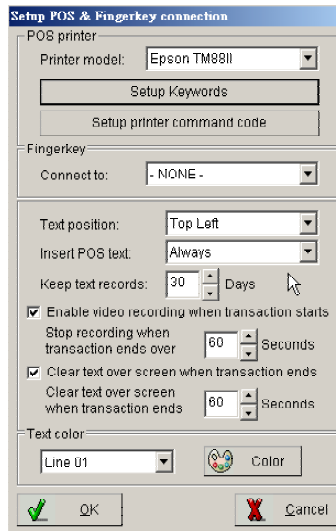 Setup POS & Fingerkey connection
POS printer
Printer model: Epson TM88II
Setup Keywords
Setup printer command code
Fingerkey
Connect to: - NONE -
Text position: Top Left
Insert POS text: Always
Keep text records: 30 Days
Enable video recording when transaction starts
Stop recording when
transaction ends over 60 Seconds
Clear text over screen when transaction ends
Clear text over screen
when transaction ends 60 Seconds
Text color
Line 01 Color
OK Cancel